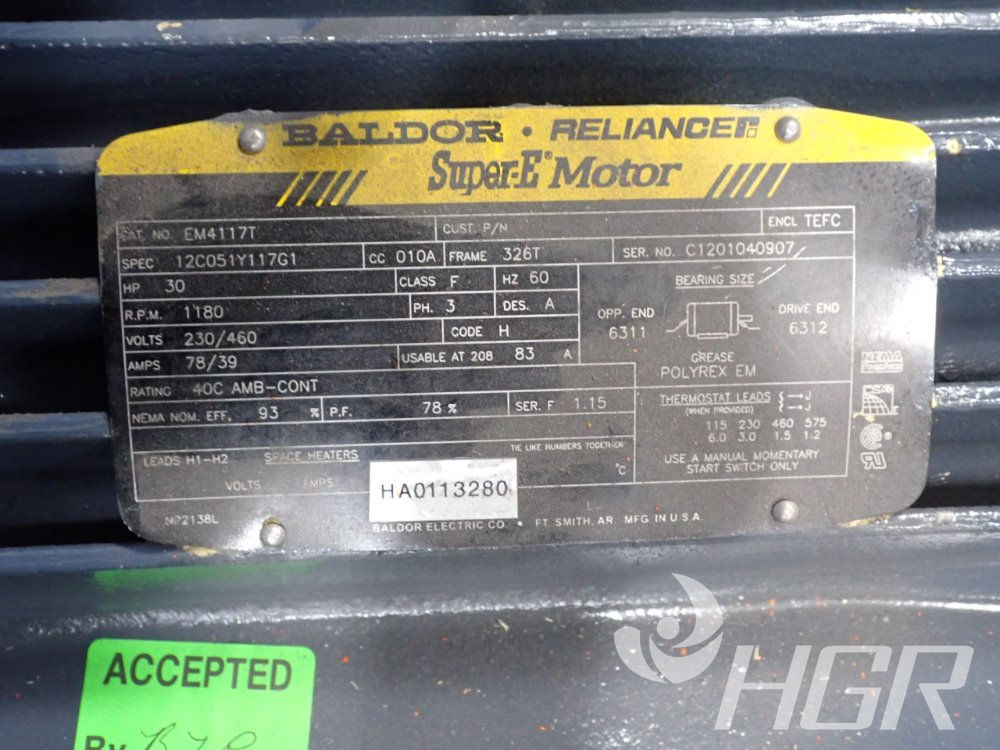 BALDOR • RELIANCER
Super-E® Motor
CAT. NO. EM4117T CUST. P/N ENCL TEFC
SPEC 12C051Y117G1 CC 010A FRAME 326T SER. NO. C1201040907
HP 30 CLASS F HZ 60
R.P.M. 1180 PH. 3 DES. A
VOLTS 230/460 CODE H
AMPS 78/39 USABLE AT 208 83 A
RATING 40C AMB-CONT
NEMA NOM. EFF. 93 % P.F. 78 % SER. F 1.15
BEARING SIZE
OPP. END DRIVE END
6311 6312
GREASE
POLYREX EM
THERMOSTAT LEADS J
(WHEN PROVIDED) J
115 230 460 575
6.0 3.0 1.5 1.2
USE A MANUAL MOMENTARY
START SWITCH ONLY
TIE LIKE NUMBERS TOGETHER
LEADS H1-H2 SPACE HEATERS
°C
VOLTS AMPS
HA0113280
NP2138L
BALDOR ELECTRIC CO. • FT. SMITH, AR. MFG. IN U.S.A.
NEMA
Premium
E
ACCEPTED
By
HGR